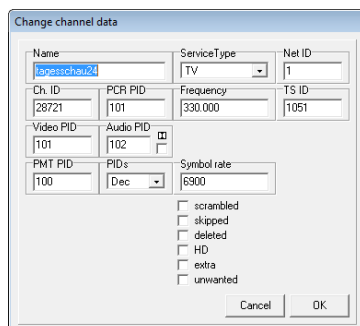 Change channel data
Name ServiceType Net ID
tagesschau24 TV 1
Ch. ID PCR PID Frequency TS ID
28721 101 330.000 1051
Video PID Audio PID
101 102
PMT PID PIDs Symbol rate
100 Dec 6900
scrambled
skipped
deleted
HD
extra
unwanted
Cancel OK